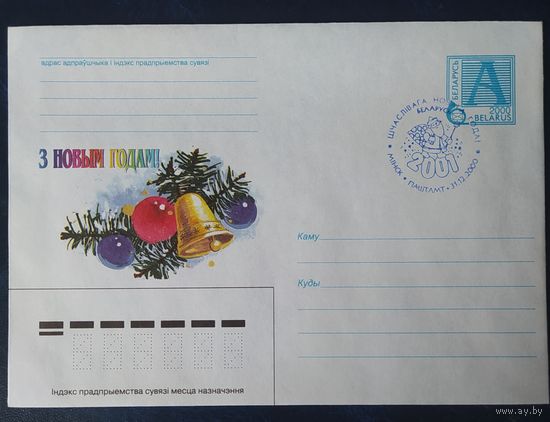 адрас адпраўшчыка і індэкс прадпрыемства сувязі
БЕЛАРУСЬ
А
2000
BELARUS
ШЧАСЛІВАГА НО ГОДА!
БЕЛАРУС
2001
МІНСК • ПАШТАМТ • 31.12.2000
З НОВЫМ ГОДАМ!
Каму
Куды
Індэкс прадпрыемства сувязі месца назначэння
www.ay.by